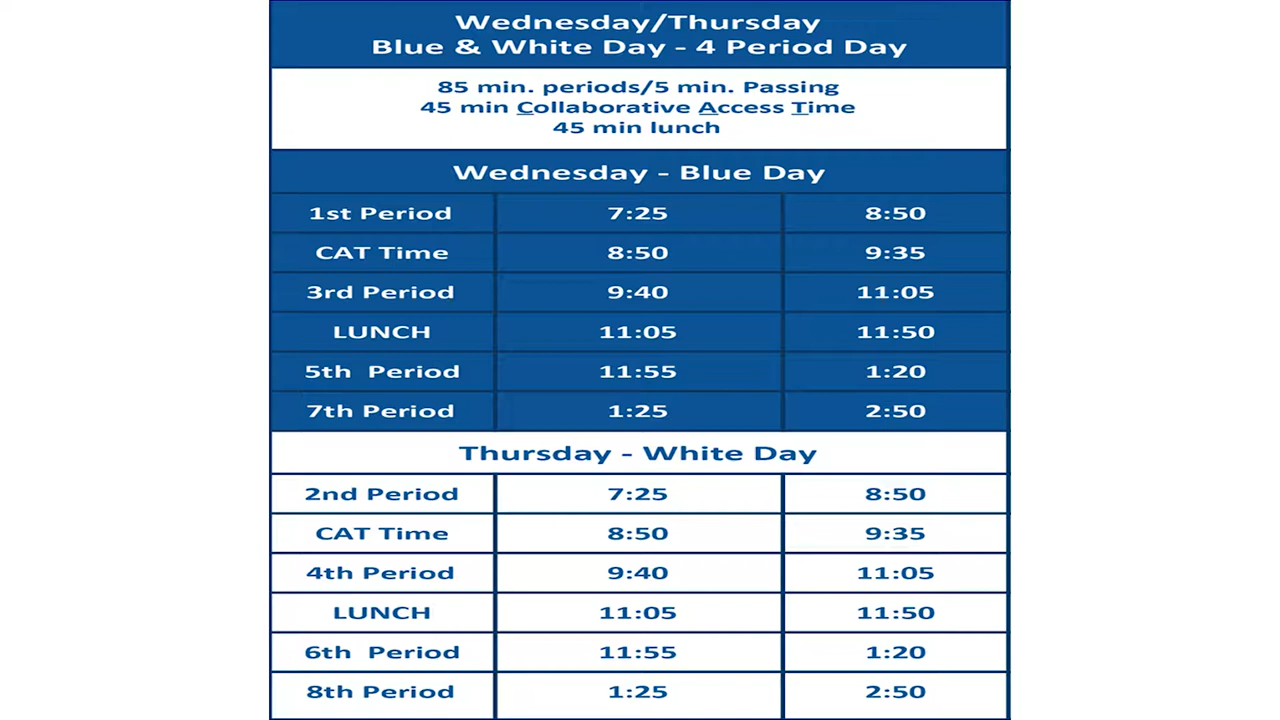 Wednesday/Thursday
Blue & White Day - 4 Period Day
85 min. periods/5 min. Passing
45 min Collaborative Access Time
45 min lunch
Wednesday - Blue Day
1st Period 7:25 8:50
CAT Time 8:50 9:35
3rd Period 9:40 11:05
LUNCH 11:05 11:50
5th  Period 11:55 1:20
7th Period 1:25 2:50
Thursday - White Day
2nd Period 7:25 8:50
CAT Time 8:50 9:35
4th Period 9:40 11:05
LUNCH 11:05 11:50
6th  Period 11:55 1:20
8th Period 1:25 2:50